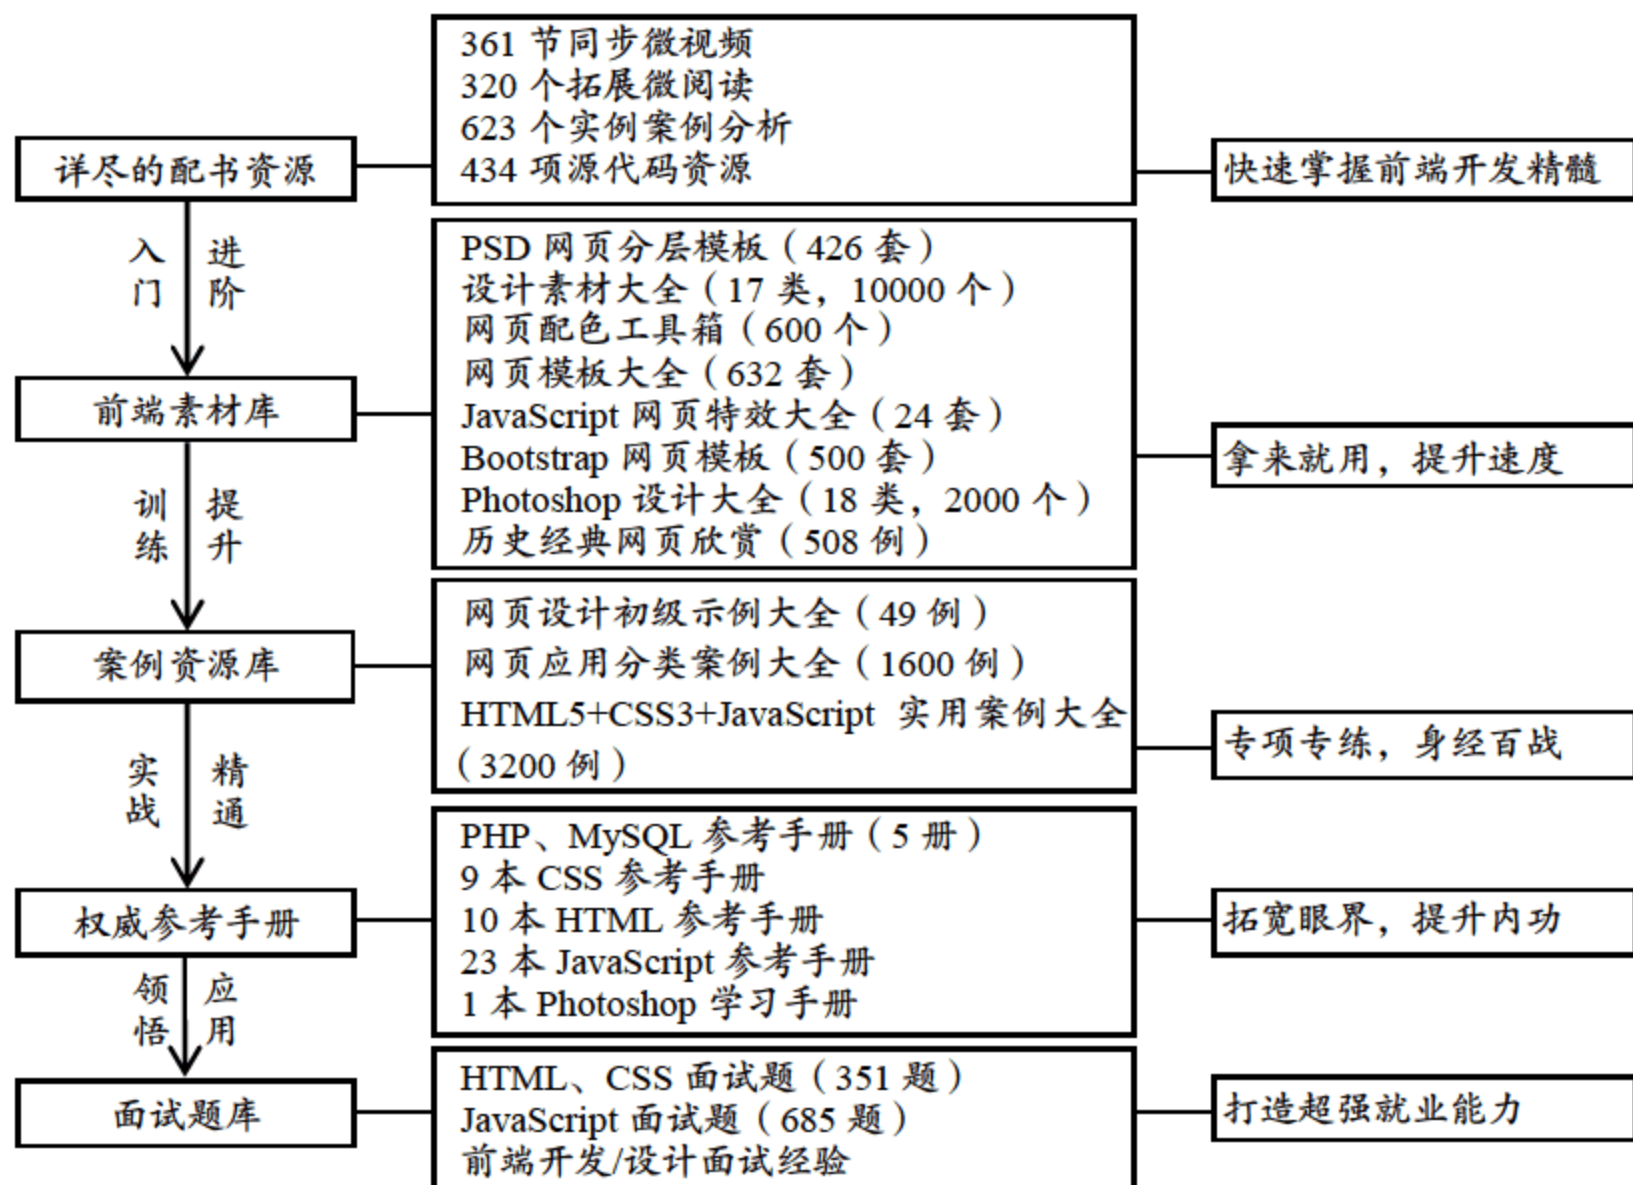 详尽的配书资源
361 节同步微视频
320 个拓展微阅读
623 个实例案例分析
434 项源代码资源
快速掌握前端开发精髓
入门
进阶
前端素材库
PSD 网页分层模板（426 套）
设计素材大全（17 类，10000 个）
网页配色工具箱（600 个）
网页模板大全（632 套）
JavaScript 网页特效大全（24 套）
Bootstrap 网页模板（500 套）
Photoshop 设计大全（18 类，2000 个）
历史经典网页欣赏（508 例）
拿来就用，提升速度
训练
提升
案例资源库
网页设计初级示例大全（49 例）
网页应用分类案例大全（1600 例）
HTML5+CSS3+JavaScript 实用案例大全
（3200 例）
专项专练，身经百战
实战
精通
权威参考手册
PHP、MySQL 参考手册（5 册）
9 本 CSS 参考手册
10 本 HTML 参考手册
23 本 JavaScript 参考手册
1 本 Photoshop 学习手册
拓宽眼界，提升内功
领悟
应用
面试题库
HTML、CSS 面试题（351 题）
JavaScript 面试题（685 题）
前端开发/设计面试经验
打造超强就业能力